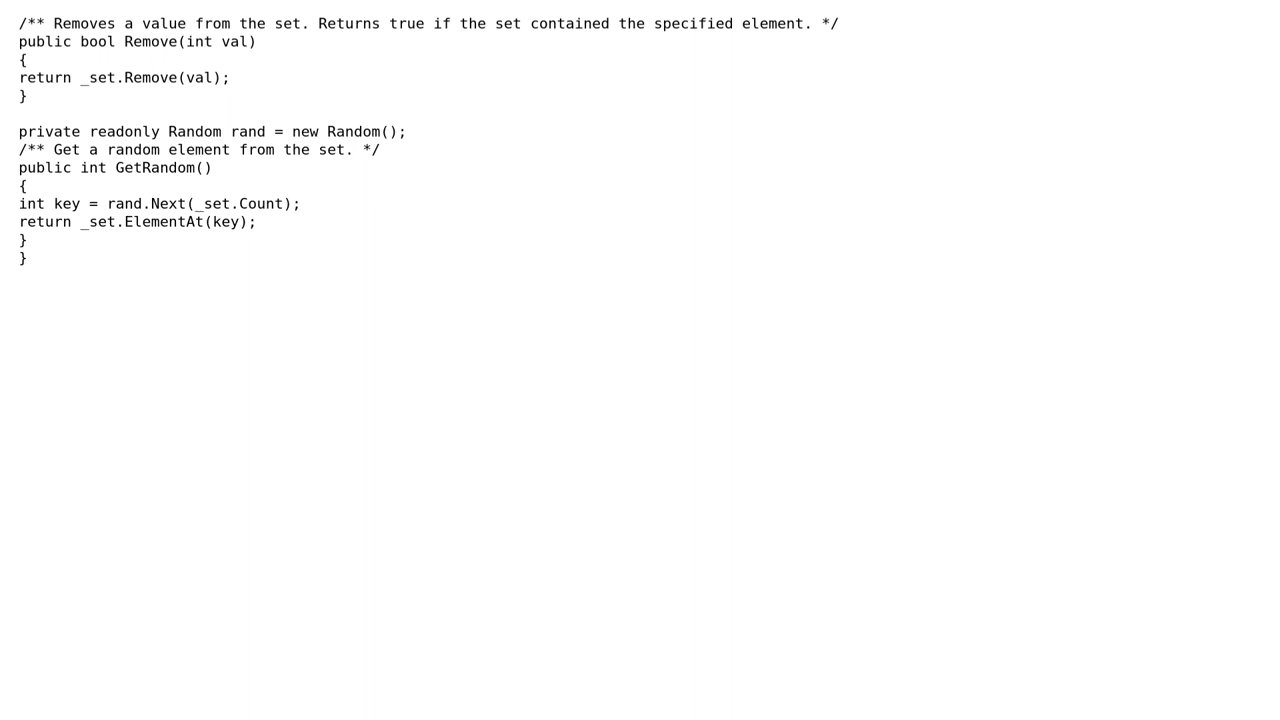 /** Removes a value from the set. Returns true if the set contained the specified element. */
public bool Remove(int val)
{
return _set.Remove(val);
}

private readonly Random rand = new Random();
/** Get a random element from the set. */
public int GetRandom()
{
int key = rand.Next(_set.Count);
return _set.ElementAt(key);
}
}